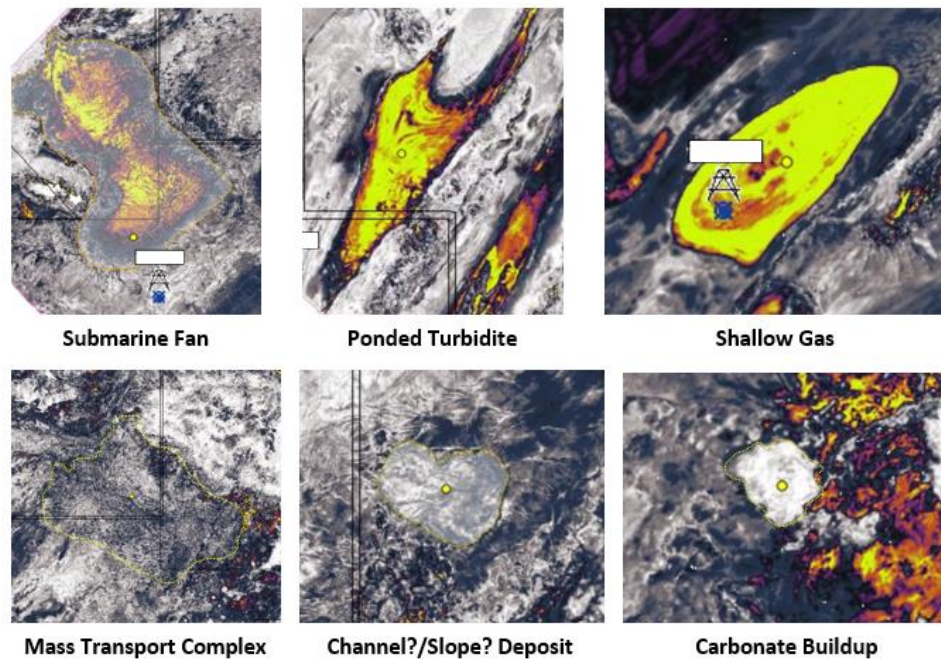 Submarine Fan
Ponded Turbidite
Shallow Gas
Mass Transport Complex
Channel?/Slope? Deposit
Carbonate Buildup